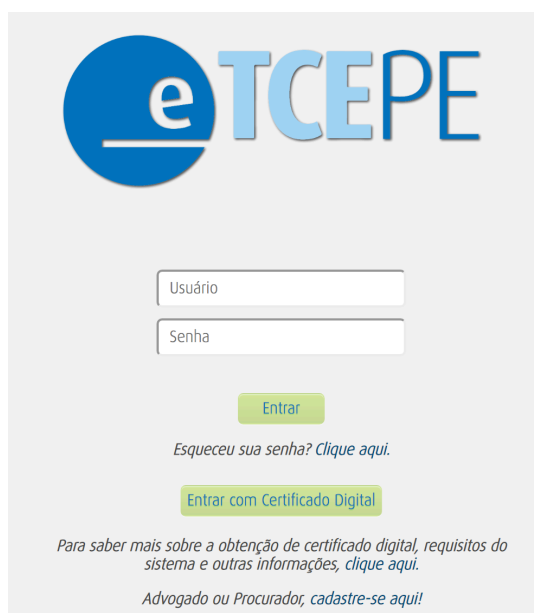 eTCEPE
Usuário
Senha
Entrar
Esqueceu sua senha? Clique aqui.
Entrar com Certificado Digital
Para saber mais sobre a obtenção de certificado digital, requisitos do
sistema e outras informações, clique aqui.
Advogado ou Procurador, cadastre-se aqui!